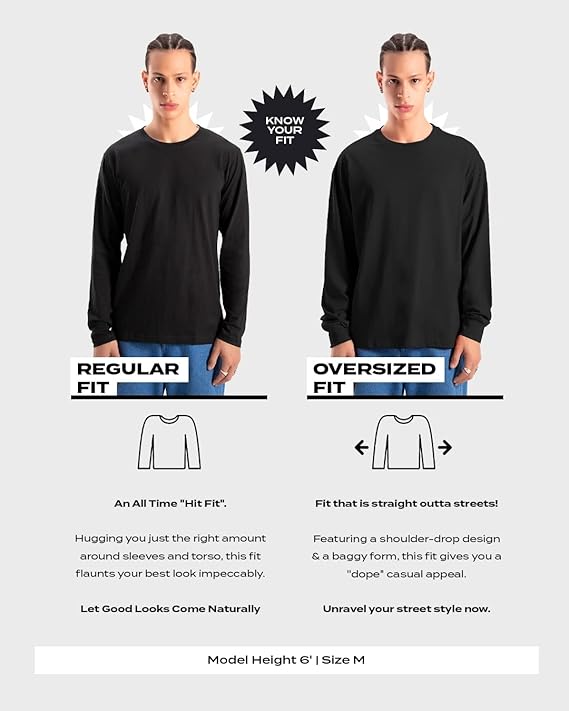 KNOW
YOUR
FIT
REGULAR
FIT
An All Time "Hit Fit".
Hugging you just the right amount
around sleeves and torso, this fit
flaunts your best look impeccably.
Let Good Looks Come Naturally
OVERSIZED
FIT
Fit that is straight outta streets!
Featuring a shoulder-drop design
& a baggy form, this fit gives you a
"dope" casual appeal.
Unravel your street style now.
Model Height 6' | Size M